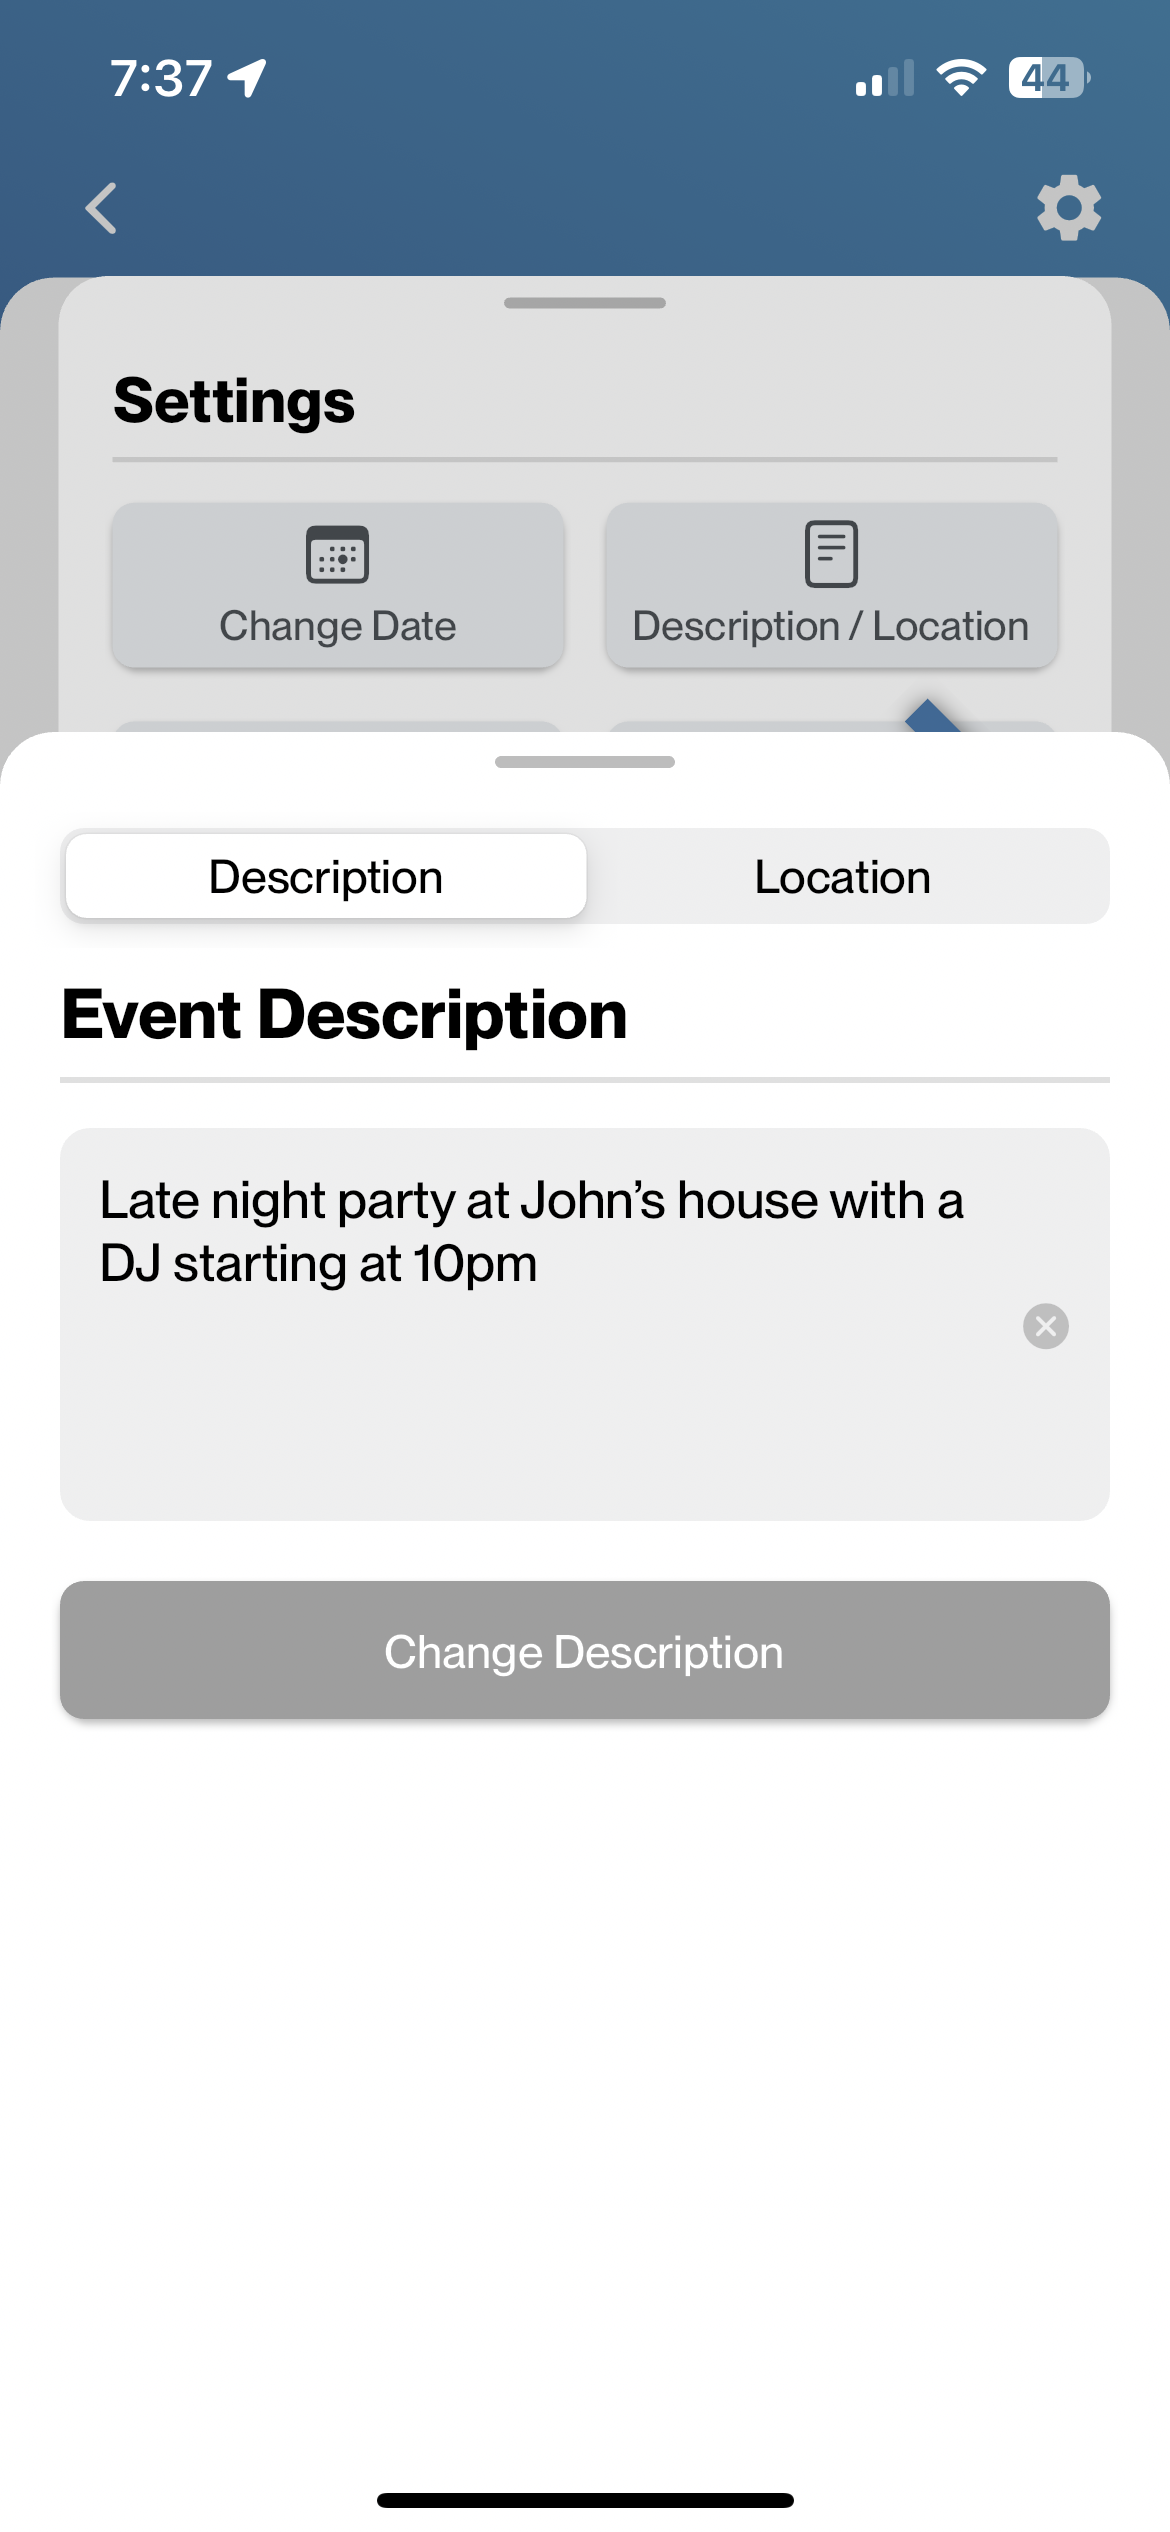 7:37
44
Settings
Change Date
Description / Location
Description
Location
Event Description
Late night party at John’s house with a
DJ starting at 10pm
Change Description